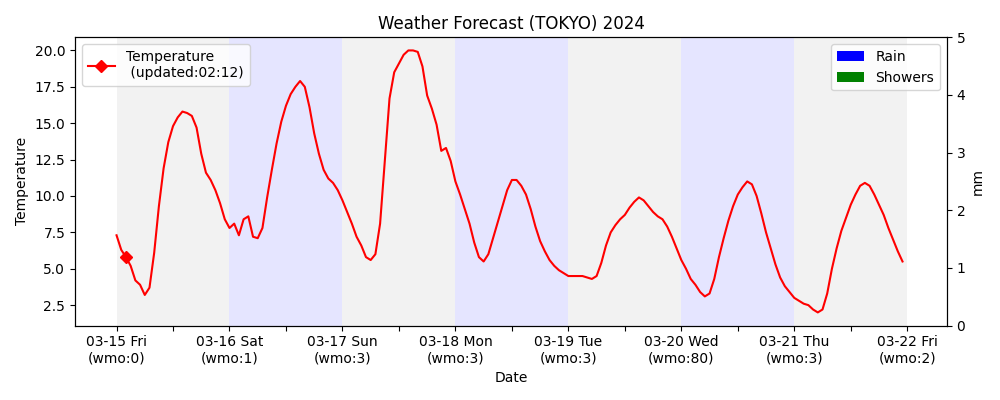 Weather Forecast (TOKYO) 2024
Temperature
(updated:02:12)
Rain
Showers
Temperature
20.0
17.5
15.0
12.5
10.0
7.5
5.0
2.5
5
4
3
2
1
0
mm
03-15 Fri
(wmo:0)
03-16 Sat
(wmo:1)
03-17 Sun
(wmo:3)
03-18 Mon
(wmo:3)
03-19 Tue
(wmo:3)
03-20 Wed
(wmo:80)
03-21 Thu
(wmo:3)
03-22 Fri
(wmo:2)
Date